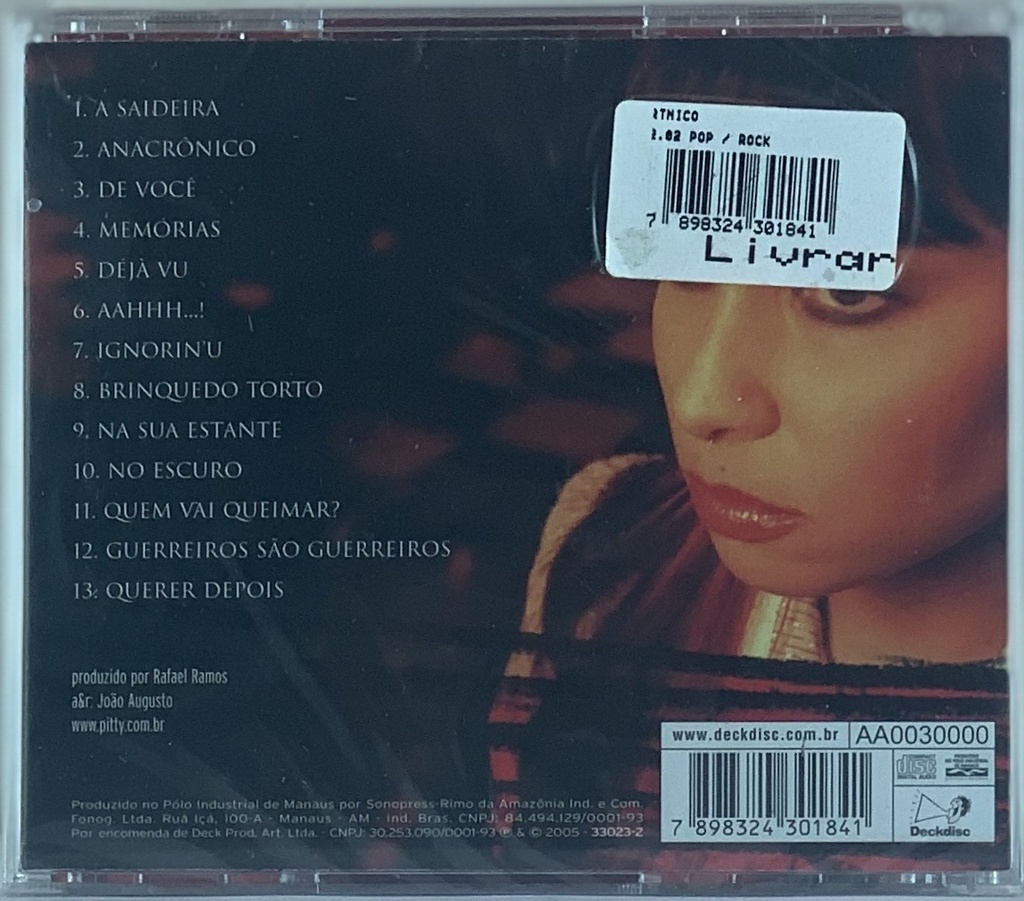 1. A SAIDEIRA
2. ANACRÔNICO
3. DE VOCÊ
4. MEMÓRIAS
5. DÉJÀ VU
6. AAHHH...!
7. IGNORIN'U
8. BRINQUEDO TORTO
9. NA SUA ESTANTE
10. NO ESCURO
11. QUEM VAI QUEIMAR?
12. GUERREIROS SÃO GUERREIROS
13. QUERER DEPOIS
produzido por Rafael Ramos
a&r: João Augusto
www.pitty.com.br
Produzido no Pólo Industrial de Manaus por Sonopress-Rimo da Amazônia Ind. e Com.
Fonog. Ltda. Rua Içá, 100-A - Manaus - AM - Ind. Bras. CNPJ: 84.494.129/0001-93
Por encomenda de Deck Prod. Art. Ltda. - CNPJ: 30.253.090/0001-93 ℗ & © 2005 - 33023-2
TNICO
.02 POP / ROCK
7 898324 301841
Livrar
www.deckdisc.com.br AA0030000
7 898324 301841
COMPACT
disc
DIGITAL AUDIO
Deckdisc